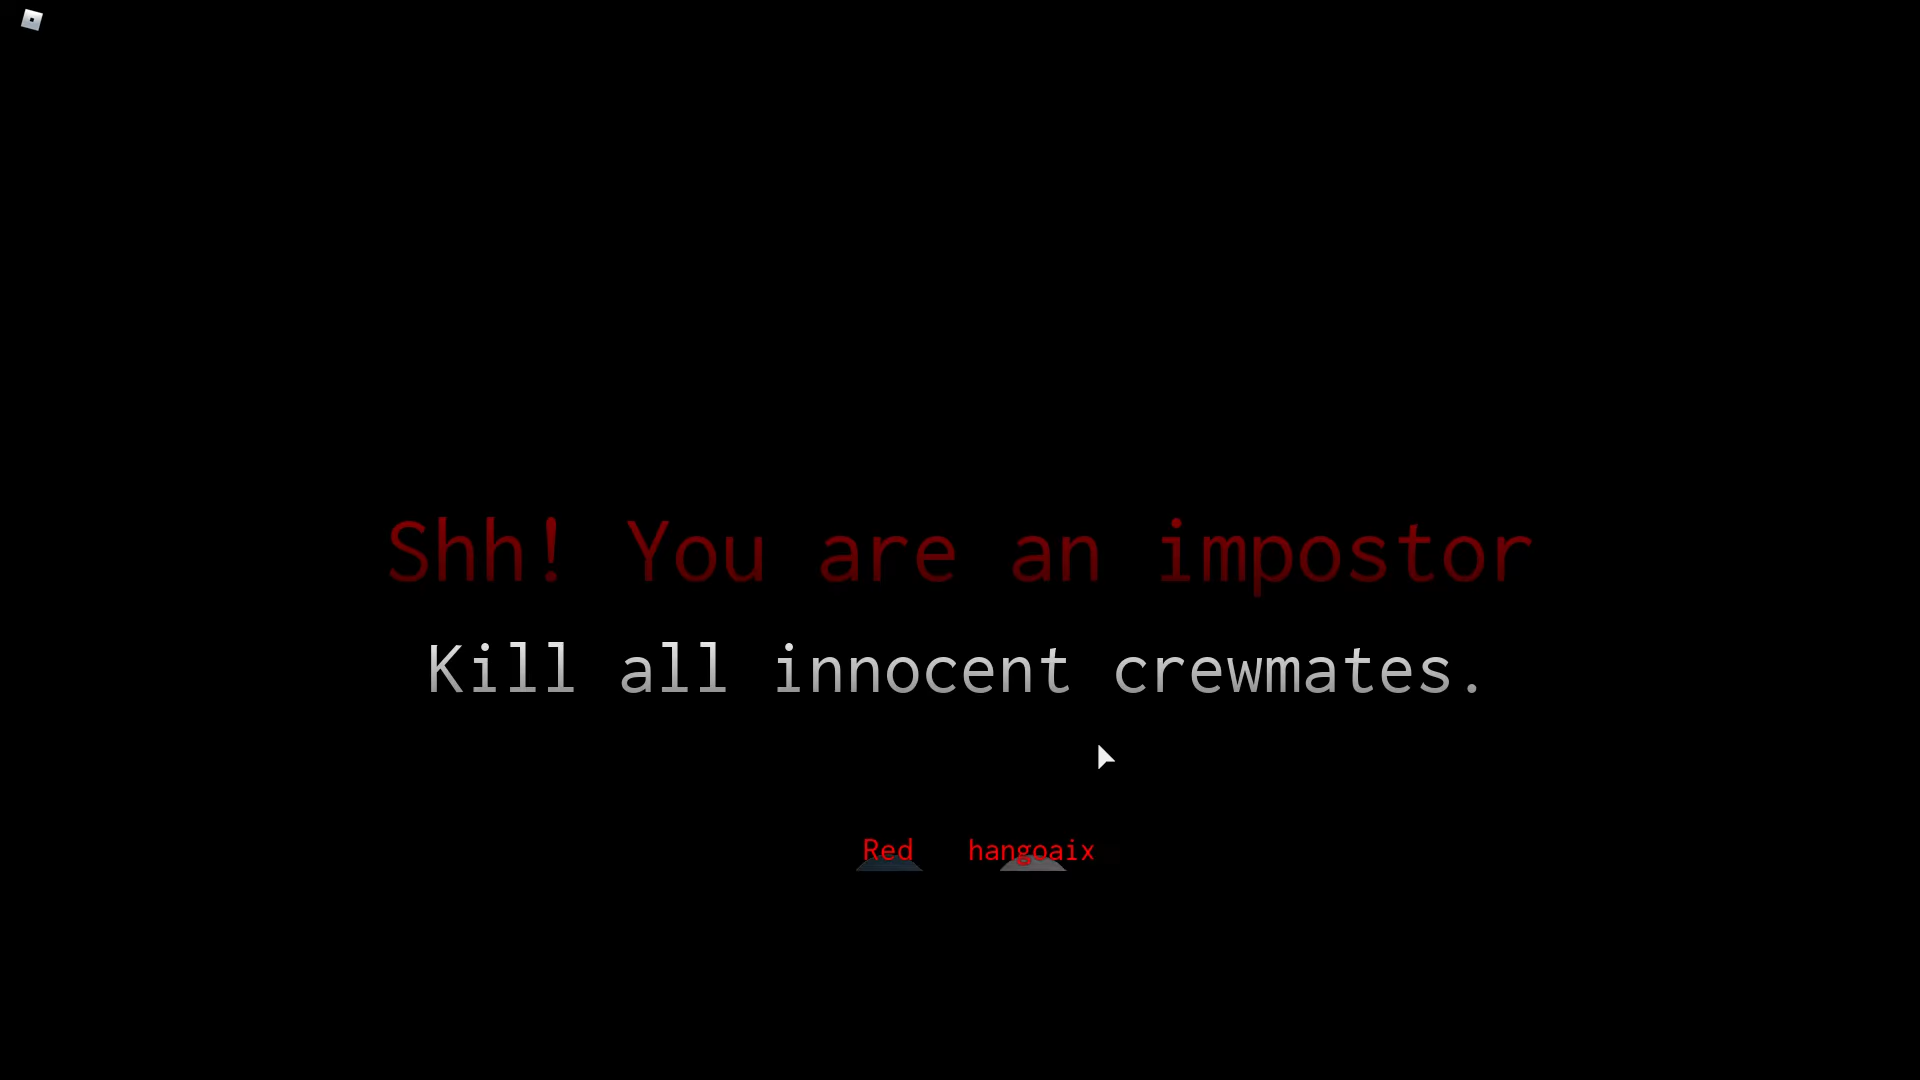 Shh! You are an impostor
Kill all innocent crewmates.
Red hangoaix